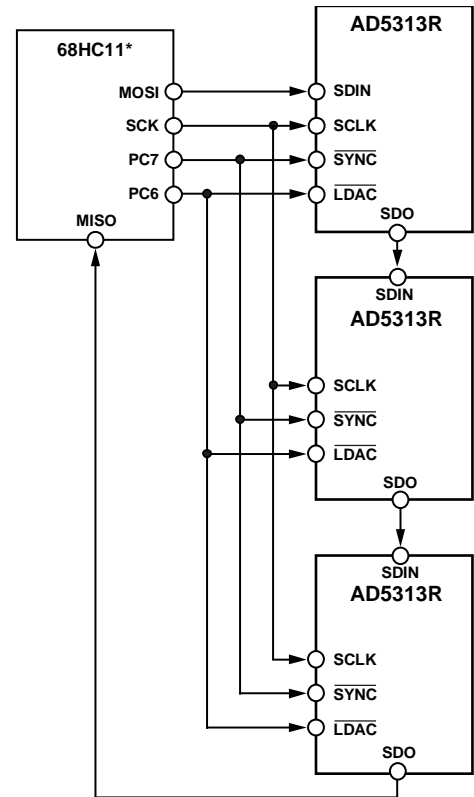 68HC11*
MOSI
SCK
PC7
PC6
MISO
AD5313R
SDIN
SCLK
SYNC
LDAC
SDO
SDIN
AD5313R
SCLK
SYNC
LDAC
SDO
SDIN
AD5313R
SCLK
SYNC
LDAC
SDO